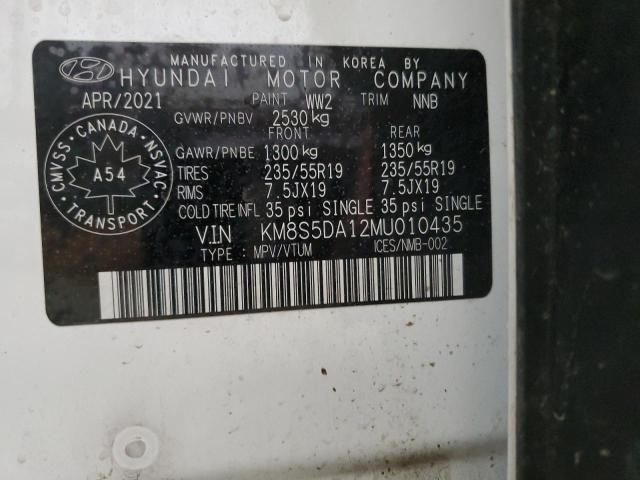 MANUFACTURED IN KOREA BY
HYUNDAI MOTOR COMPANY
APR/2021 PAINT WW2 TRIM NNB
GVWR/PNBV 2530 kg
FRONT REAR
GAWR/PNBE 1300 kg 1350 kg
TIRES 235/55R19 235/55R19
RIMS 7.5JX19 7.5JX19
COLD TIRE INFL 35 psi SINGLE 35 psi SINGLE
V.I.N KM8S5DA12MU010435
TYPE : MPV/VTUM ICES/NMB-002
CMVSS · CANADA · NSVAC
A54
TRANSPORT